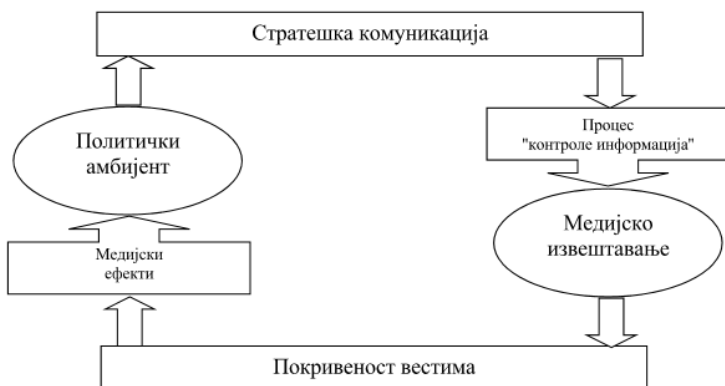 Стратешка комуникација
Политички
амбијент
Процес
"контроле информација"
Медијско
извештавање
Медијски
ефекти
Покривеност вестима